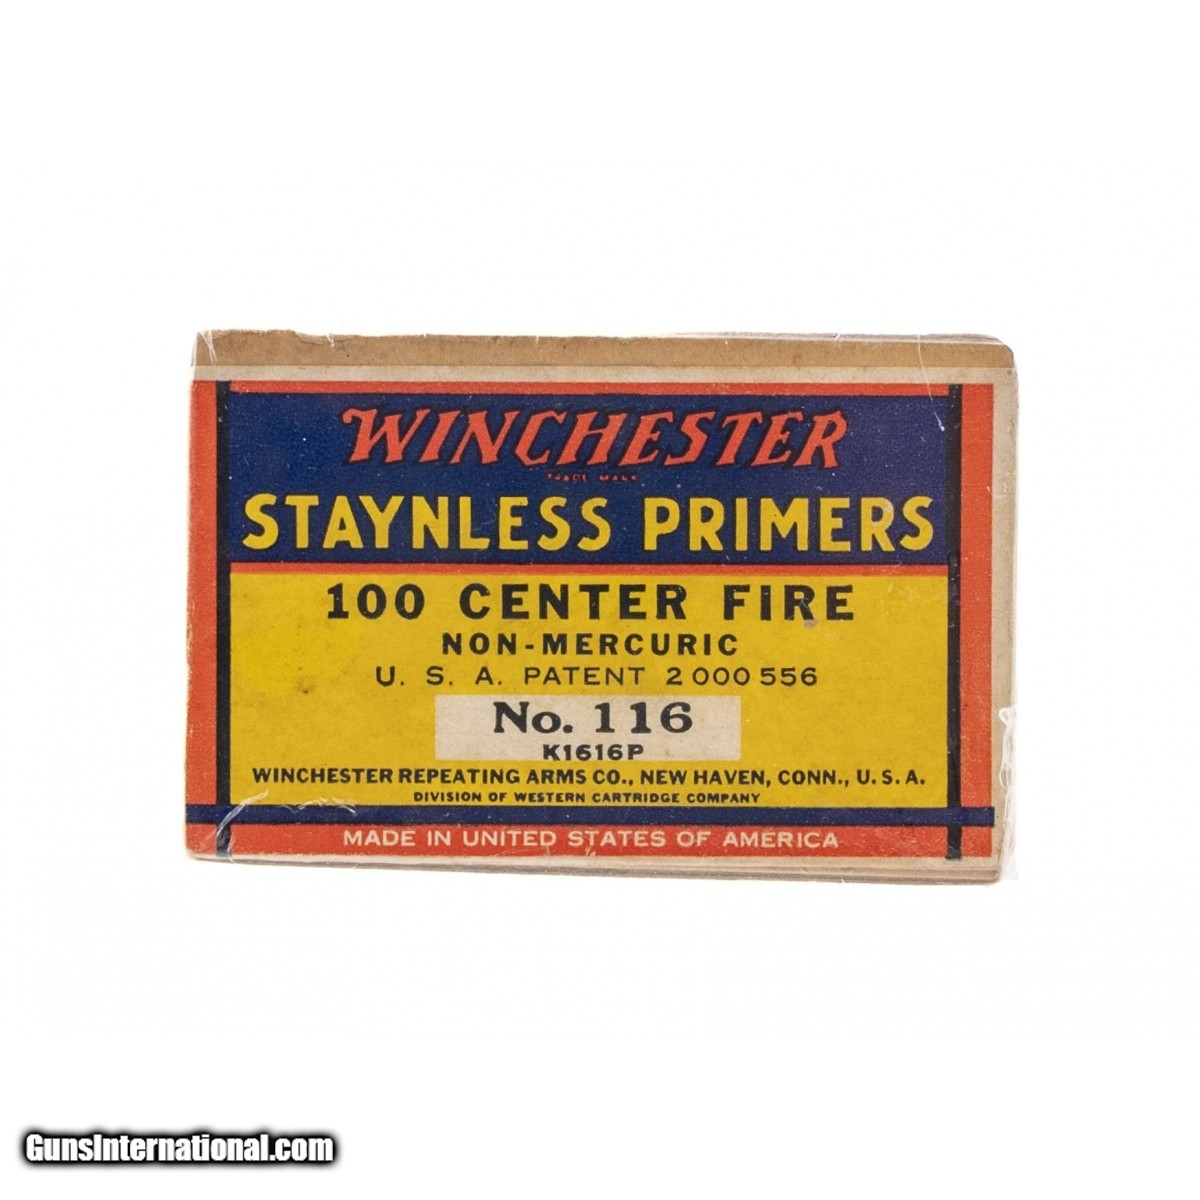 WINCHESTER
TRADE MARK
STAYNLESS PRIMERS
100 CENTER FIRE
NON-MERCURIC
U. S. A. PATENT 2 000 556
No. 116
K1616P
WINCHESTER REPEATING ARMS CO., NEW HAVEN, CONN., U. S. A.
DIVISION OF WESTERN CARTRIDGE COMPANY
MADE IN UNITED STATES OF AMERICA
GunsInternational.com